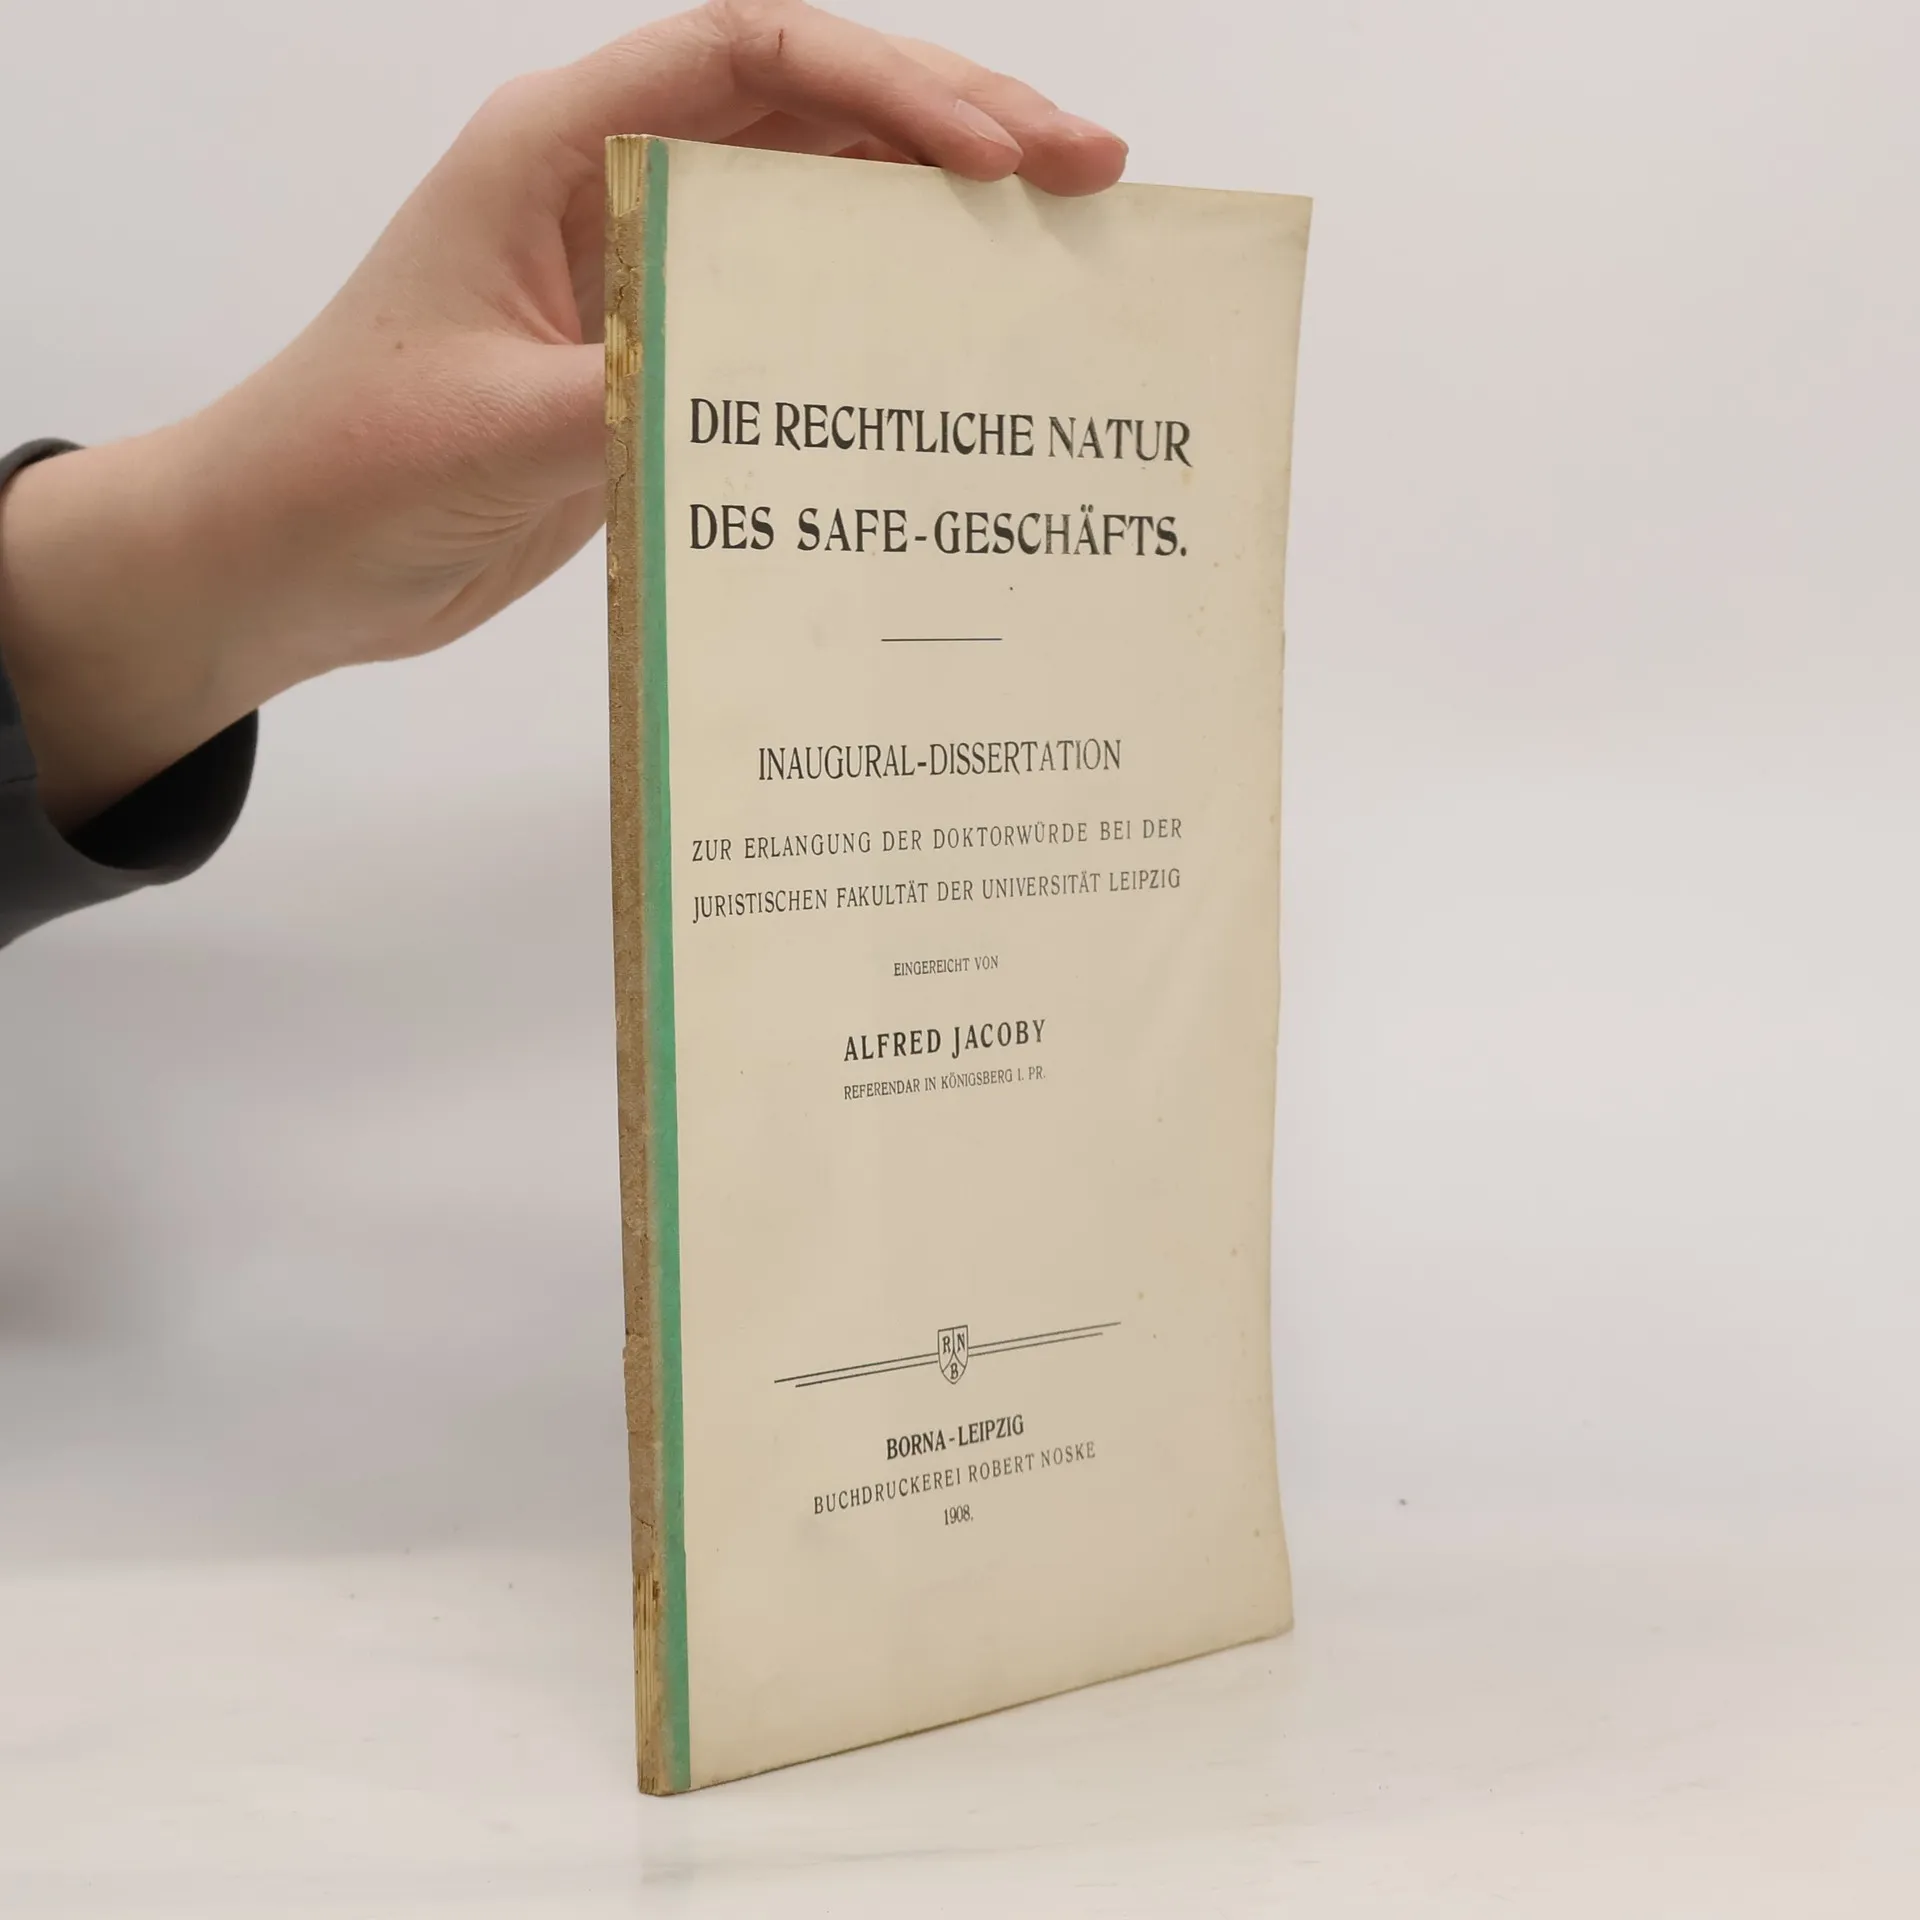 DIE RECHTLICHE NATUR
DES SAFE-GESCHÄFTS.
INAUGURAL-DISSERTATION
ZUR ERLANGUNG DER DOKTORWÜRDE BEI DER
JURISTISCHEN FAKULTÄT DER UNIVERSITÄT LEIPZIG
EINGEREICHT VON
ALFRED JACOBY
REFERENDAR IN KÖNIGSBERG I. PR.
R N
B
BORNA-LEIPZIG
BUCHDRUCKEREI ROBERT NOSKE
1908.